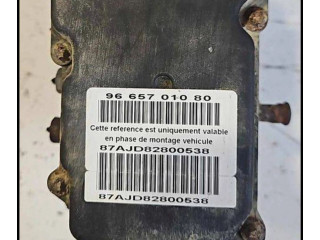 96 657 010 80
Cette reference est uniquement valable
en phase de montage vehicule
87AJD82800538
87AJD82800538